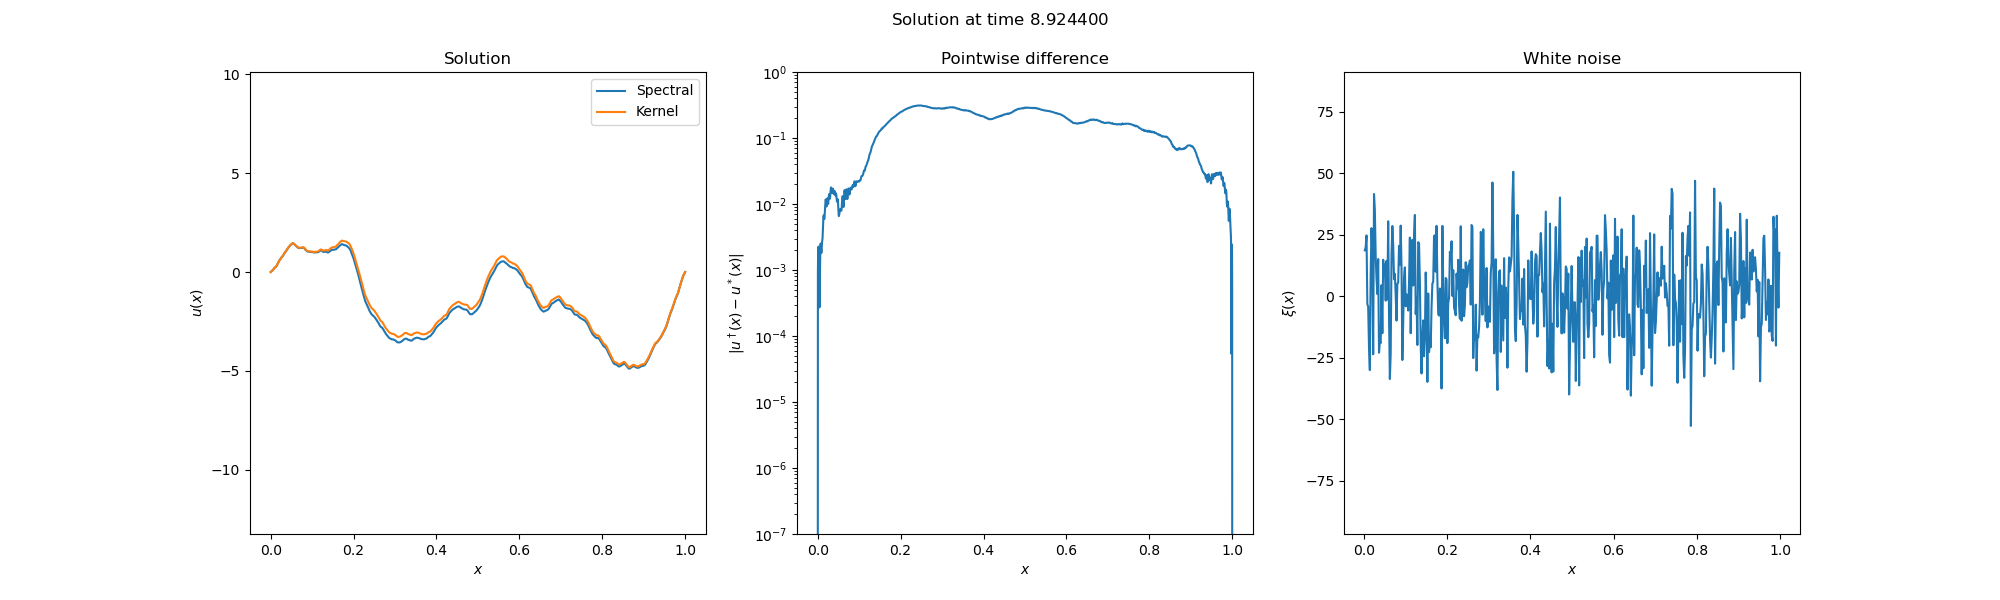 Solution at time 8.924400
Solution
10
5
0
−5
−10
u(x)
0.0 0.2 0.4 0.6 0.8 1.0
x
Spectral
Kernel
Pointwise difference
10⁰
10⁻¹
10⁻²
10⁻³
10⁻⁴
10⁻⁵
10⁻⁶
10⁻⁷
|u†(x) − u*(x)|
0.0 0.2 0.4 0.6 0.8 1.0
x
White noise
75
50
25
0
−25
−50
−75
ξ(x)
0.0 0.2 0.4 0.6 0.8 1.0
x